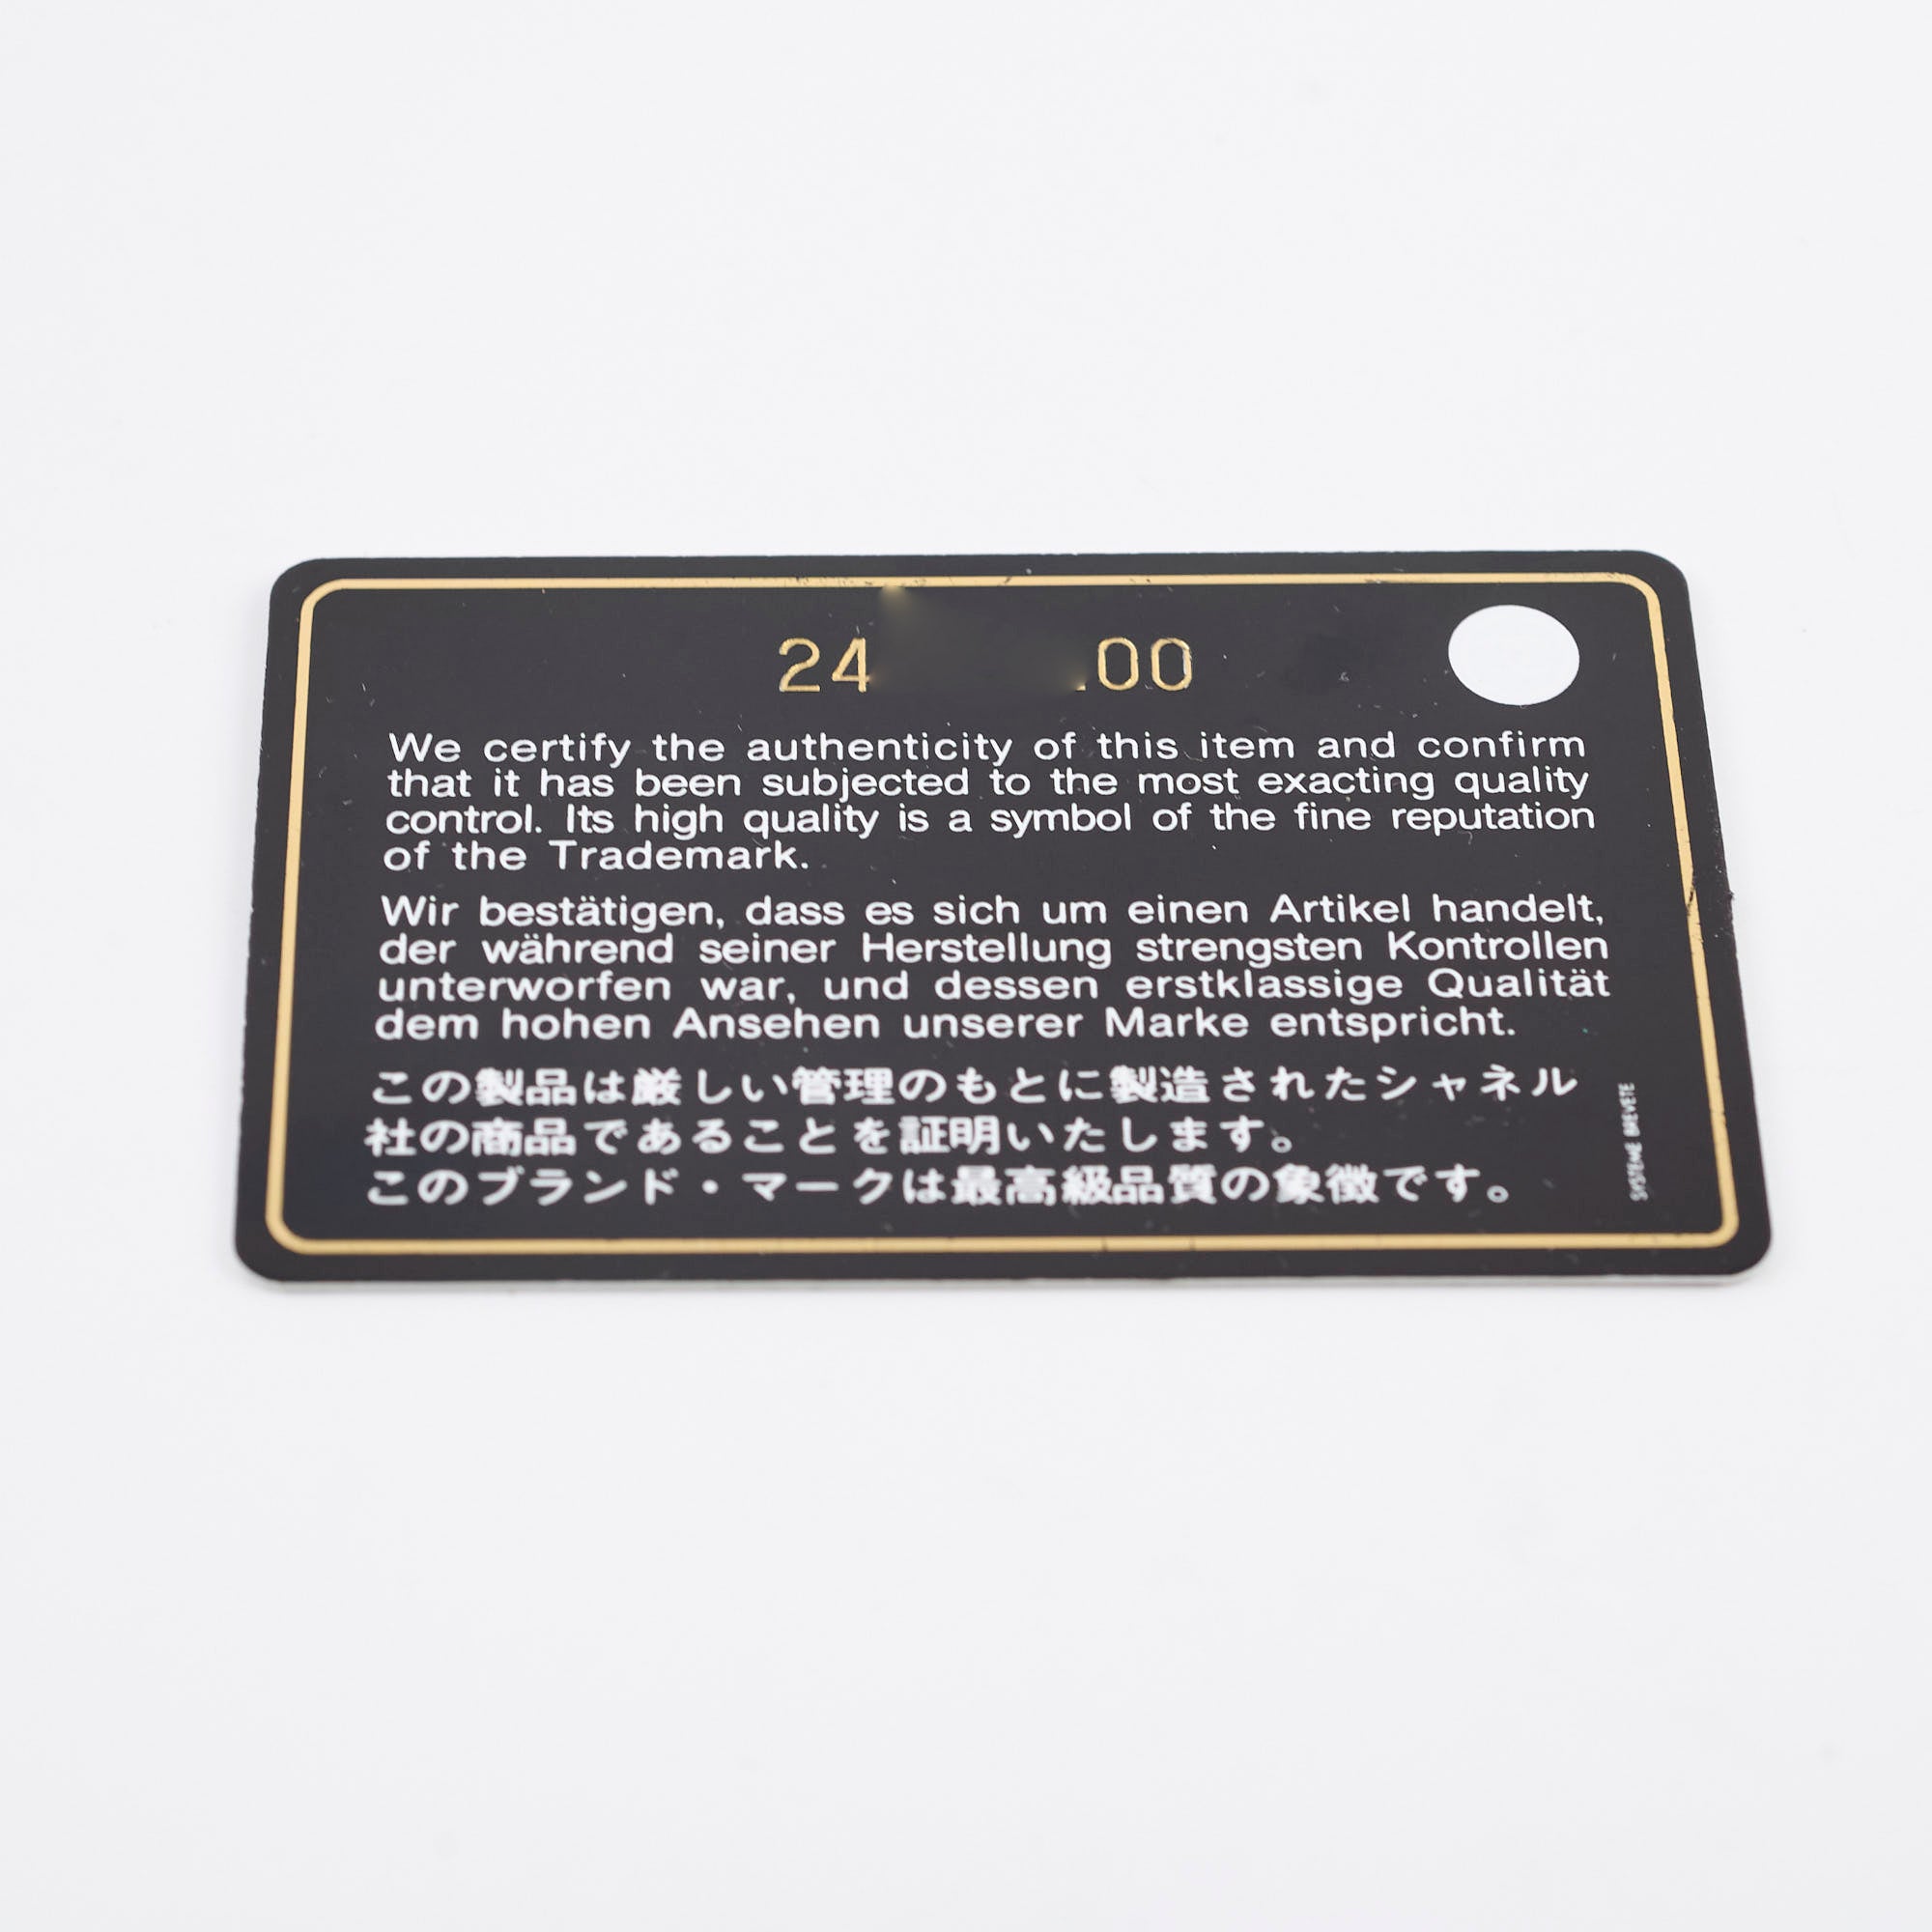 24 .00
We certify the authenticity of this item and confirm
that it has been subjected to the most exacting quality
control. Its high quality is a symbol of the fine reputation
of the Trademark.
Wir bestätigen, dass es sich um einen Artikel handelt,
der während seiner Herstellung strengsten Kontrollen
unterworfen war, und dessen erstklassige Qualität
dem hohen Ansehen unserer Marke entspricht.
この製品は厳しい管理のもとに製造されたシャネル
社の商品であることを証明いたします。
このブランド・マークは最高級品質の象徴です。
SYSTEME BREVETE